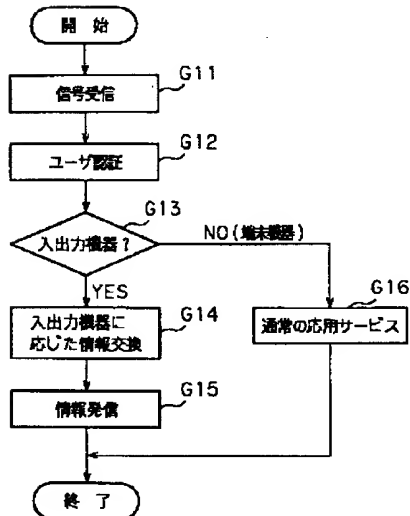 開始
G11
信号受信
G12
ユーザ認証
G13
入出力機器？
NO(端末機器)
YES
G14
入出力機器に
応じた情報交換
G16
通常の応用サービス
G15
情報発信
終了